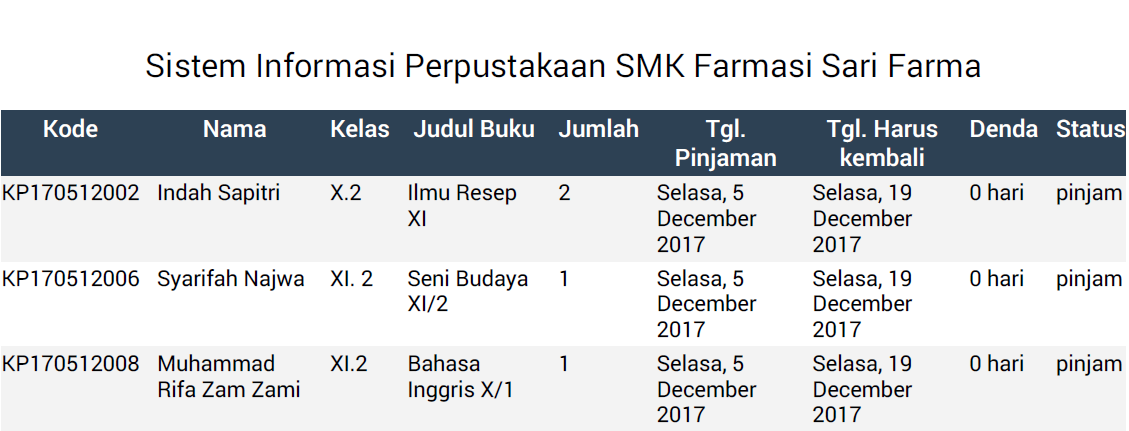 Sistem Informasi Perpustakaan SMK Farmasi Sari Farma
Kode Nama Kelas Judul Buku Jumlah Tgl. Pinjaman Tgl. Harus kembali Denda Status
KP170512002 Indah Sapitri X.2 Ilmu Resep XI 2 Selasa, 5 December 2017 Selasa, 19 December 2017 0 hari pinjam
KP170512006 Syarifah Najwa XI. 2 Seni Budaya XI/2 1 Selasa, 5 December 2017 Selasa, 19 December 2017 0 hari pinjam
KP170512008 Muhammad Rifa Zam Zami XI.2 Bahasa Inggris X/1 1 Selasa, 5 December 2017 Selasa, 19 December 2017 0 hari pinjam